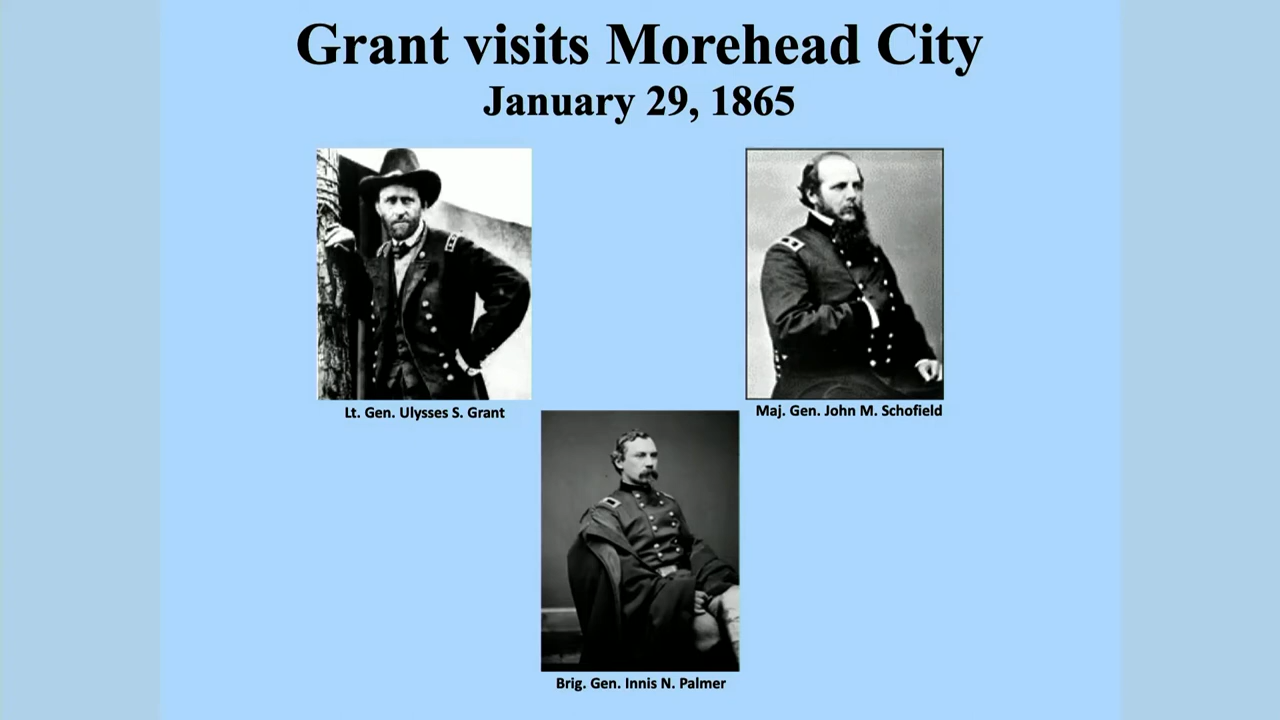 Grant visits Morehead City
January 29, 1865
Lt. Gen. Ulysses S. Grant
Maj. Gen. John M. Schofield
Brig. Gen. Innis N. Palmer